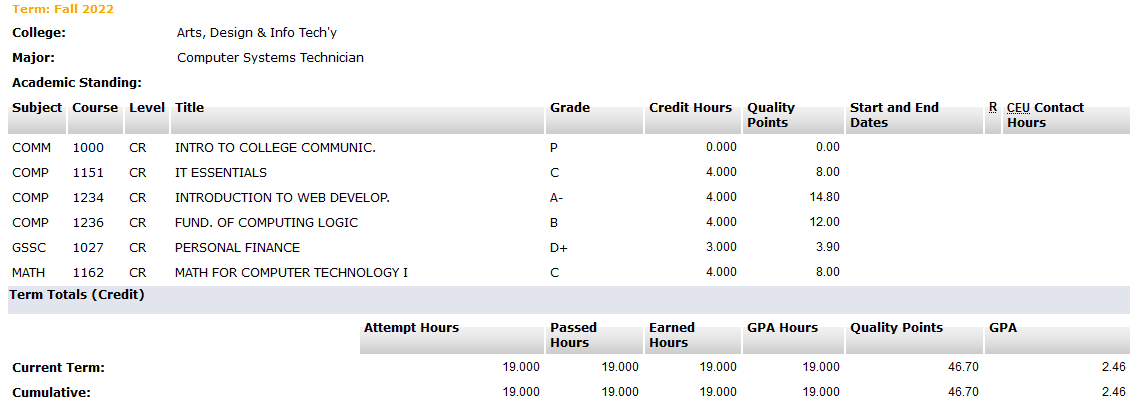 Term: Fall 2022
College: Arts, Design & Info Tech'y
Major: Computer Systems Technician
Academic Standing:
Subject Course Level Title Grade Credit Hours Quality Points Start and End Dates R CEU Contact Hours
COMM 1000 CR INTRO TO COLLEGE COMMUNIC. P 0.000 0.00
COMP 1151 CR IT ESSENTIALS C 4.000 8.00
COMP 1234 CR INTRODUCTION TO WEB DEVELOP. A- 4.000 14.80
COMP 1236 CR FUND. OF COMPUTING LOGIC B 4.000 12.00
GSSC 1027 CR PERSONAL FINANCE D+ 3.000 3.90
MATH 1162 CR MATH FOR COMPUTER TECHNOLOGY I C 4.000 8.00
Term Totals (Credit)
Attempt Hours Passed Hours Earned Hours GPA Hours Quality Points GPA
Current Term: 19.000 19.000 19.000 19.000 46.70 2.46
Cumulative: 19.000 19.000 19.000 19.000 46.70 2.46